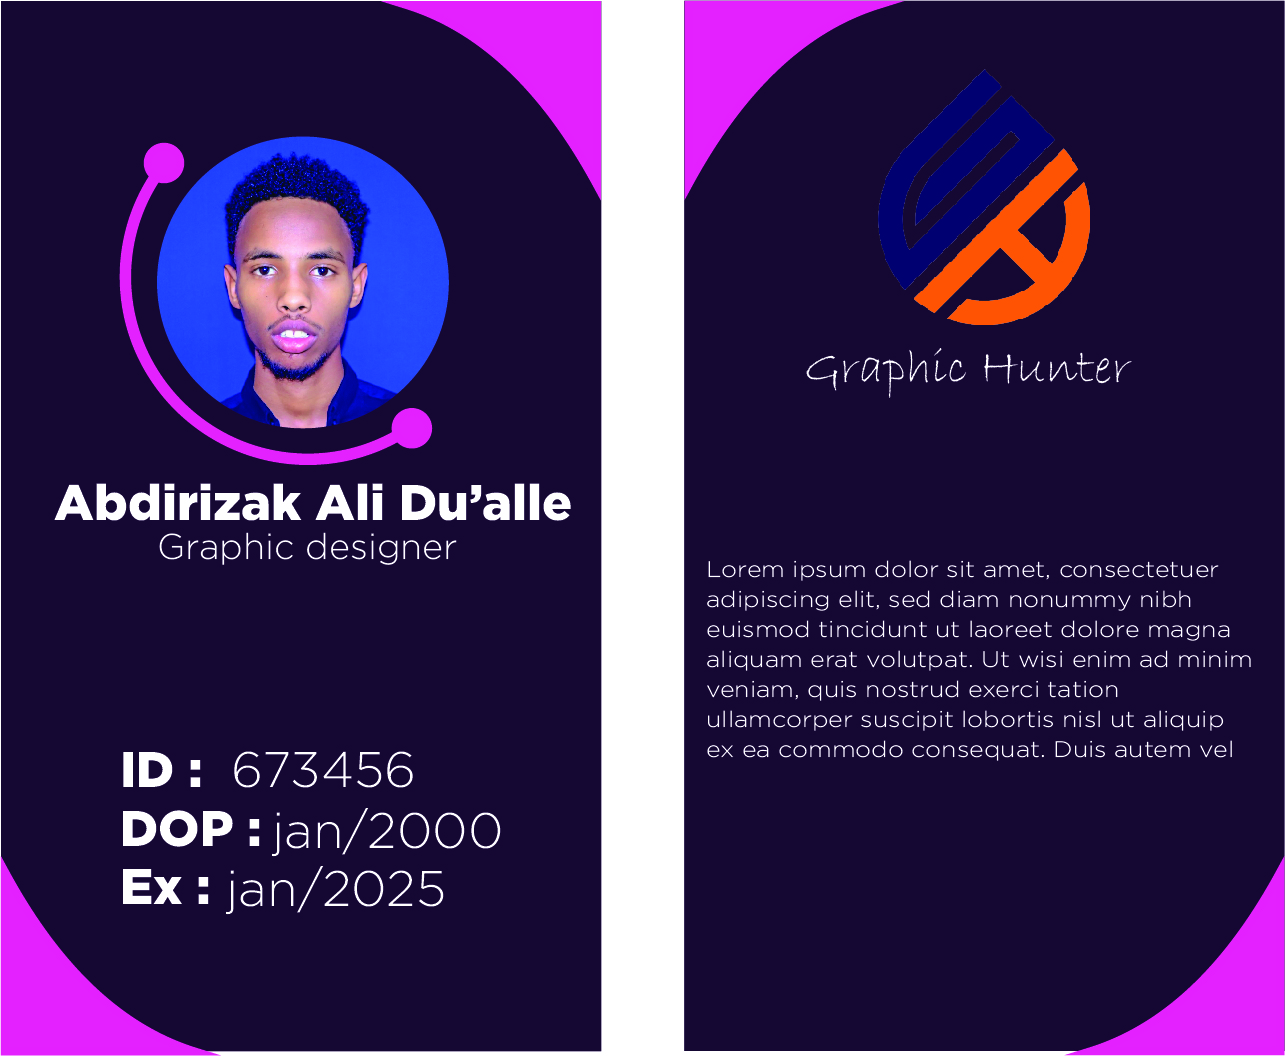 Abdirizak Ali Du’alle
Graphic designer
ID : 673456
DOP : jan/2000
Ex : jan/2025
Graphic Hunter
Lorem ipsum dolor sit amet, consectetuer
adipiscing elit, sed diam nonummy nibh
euismod tincidunt ut laoreet dolore magna
aliquam erat volutpat. Ut wisi enim ad minim
veniam, quis nostrud exerci tation
ullamcorper suscipit lobortis nisl ut aliquip
ex ea commodo consequat. Duis autem vel